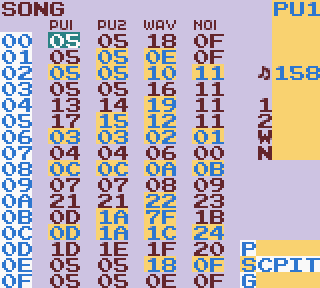 SONG PU1
PU1 PU2 WAV NOI
00 05 05 18 0F
01 05 05 0E 0F
02 05 05 10 11 ♫158
03 05 05 16 11
04 13 14 19 11 1
05 17 15 12 11 2
06 03 03 02 01 W
07 04 04 06 00 N
08 0C 0C 0A 0B
09 07 07 08 09
0A 21 21 22 23
0B 0D 1A 7F 1B
0C 0D 1A 1C 24
0D 1D 1E 1F 20 P
0E 05 05 18 0F SCPIT
0F 05 05 0E 0F G